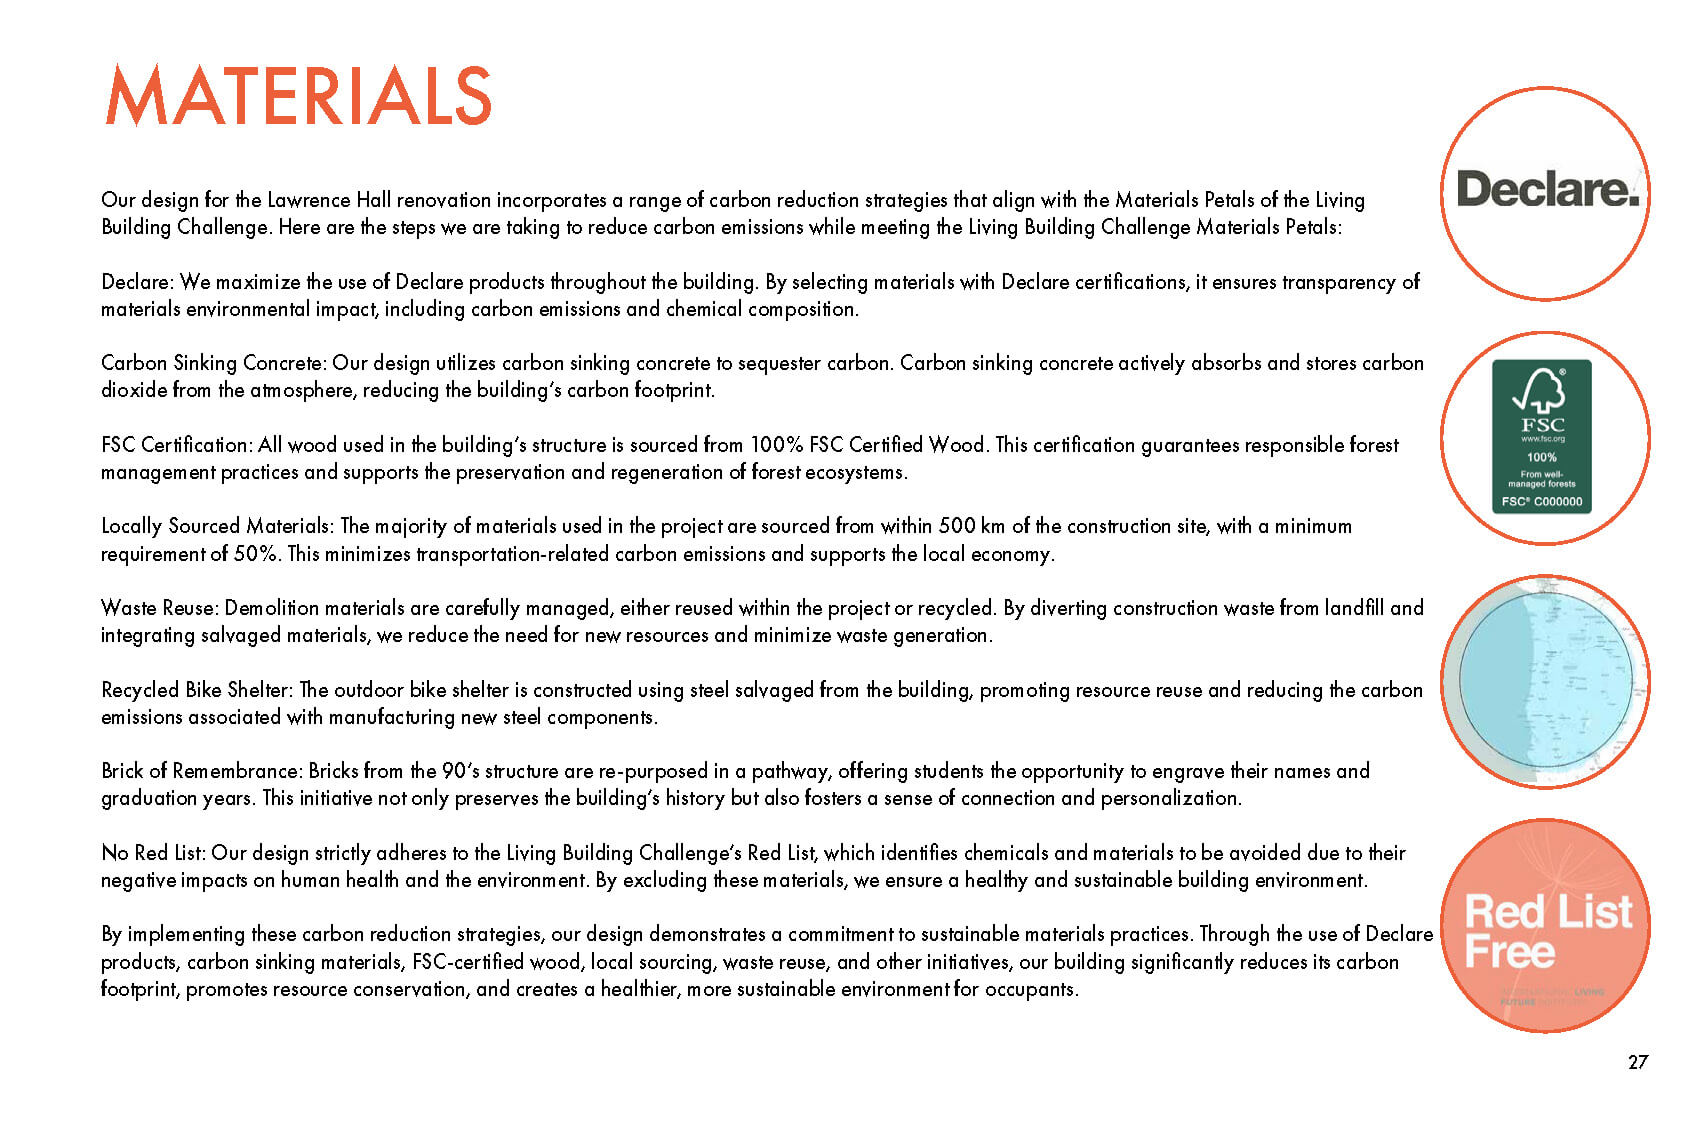 MATERIALS
Our design for the Lawrence Hall renovation incorporates a range of carbon reduction strategies that align with the Materials Petals of the Living
Building Challenge. Here are the steps we are taking to reduce carbon emissions while meeting the Living Building Challenge Materials Petals:
Declare: We maximize the use of Declare products throughout the building. By selecting materials with Declare certifications, it ensures transparency of
materials environmental impact, including carbon emissions and chemical composition.
Carbon Sinking Concrete: Our design utilizes carbon sinking concrete to sequester carbon. Carbon sinking concrete actively absorbs and stores carbon
dioxide from the atmosphere, reducing the building's carbon footprint.
FSC Certification: All wood used in the building's structure is sourced from 100% FSC Certified Wood. This certification guarantees responsible forest
management practices and supports the preservation and regeneration of forest ecosystems.
Locally Sourced Materials: The majority of materials used in the project are sourced from within 500 km of the construction site, with a minimum
requirement of 50%. This minimizes transportation-related carbon emissions and supports the local economy.
Waste Reuse: Demolition materials are carefully managed, either reused within the project or recycled. By diverting construction waste from landfill and
integrating salvaged materials, we reduce the need for new resources and minimize waste generation.
Recycled Bike Shelter: The outdoor bike shelter is constructed using steel salvaged from the building, promoting resource reuse and reducing the carbon
emissions associated with manufacturing new steel components.
Brick of Remembrance: Bricks from the 90's structure are re-purposed in a pathway, offering students the opportunity to engrave their names and
graduation years. This initiative not only preserves the building's history but also fosters a sense of connection and personalization.
No Red List: Our design strictly adheres to the Living Building Challenge's Red List, which identifies chemicals and materials to be avoided due to their
negative impacts on human health and the environment. By excluding these materials, we ensure a healthy and sustainable building environment.
By implementing these carbon reduction strategies, our design demonstrates a commitment to sustainable materials practices. Through the use of Declare
products, carbon sinking materials, FSC-certified wood, local sourcing, waste reuse, and other initiatives, our building significantly reduces its carbon
footprint, promotes resource conservation, and creates a healthier, more sustainable environment for occupants.
Declare.
FSC
www.fsc.org
100%
From well-
managed forests
FSC® C000000
Red List
Free
INTERNATIONAL LIVING
FUTURE INSTITUTE
27